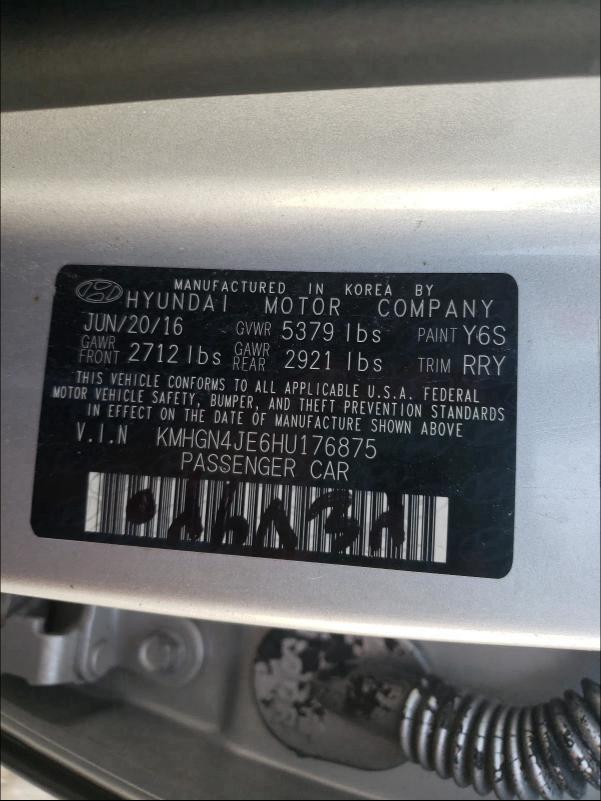 MANUFACTURED IN KOREA BY
HYUNDAI MOTOR COMPANY
JUN/20/16 GVWR 5379 lbs PAINT Y6S
GAWR FRONT 2712 lbs GAWR REAR 2921 lbs TRIM RRY
THIS VEHICLE CONFORMS TO ALL APPLICABLE U.S.A. FEDERAL
MOTOR VEHICLE SAFETY, BUMPER, AND THEFT PREVENTION STANDARDS
IN EFFECT ON THE DATE OF MANUFACTURE SHOWN ABOVE
V.I.N KMHGN4JE6HU176875
PASSENGER CAR